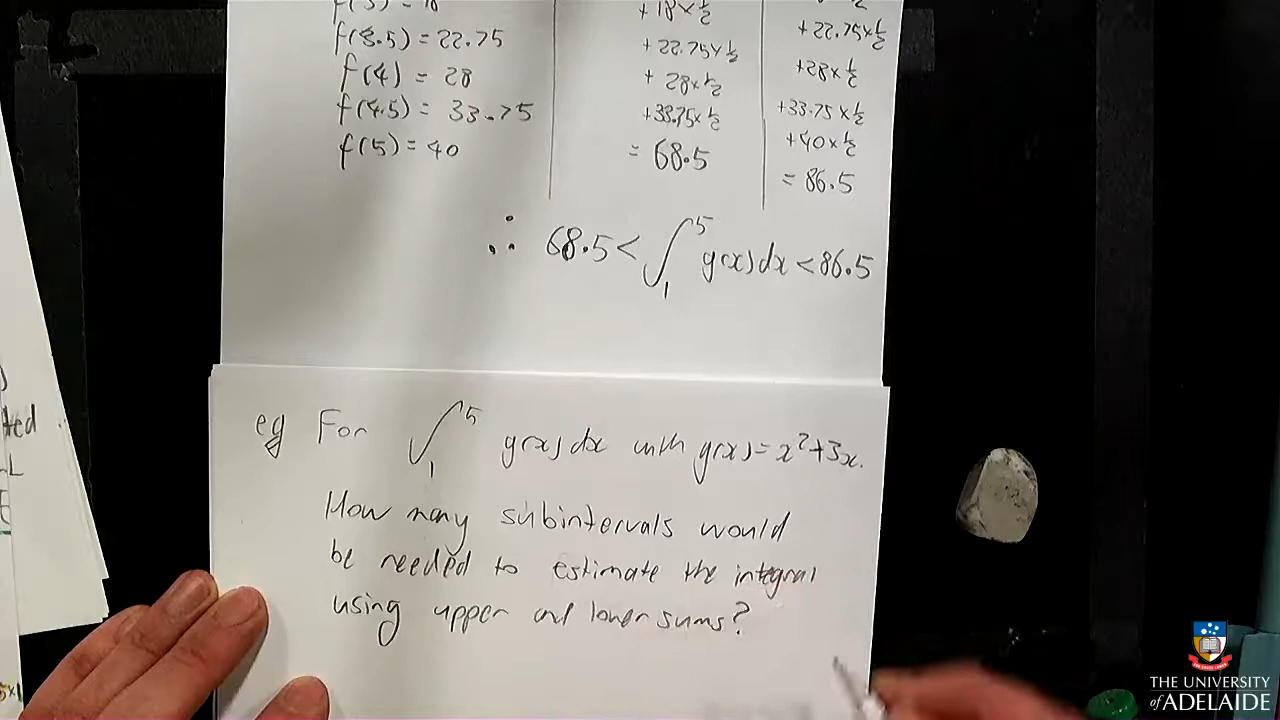 f(3) = 18
f(3.5) = 22.75
f(4) = 28
f(4.5) = 33.75
f(5) = 40
+ 18 x ½
+ 22.75 x ½
+ 28 x ½
+33.75 x ½
= 68.5
+22.75 x ½
+28 x ½
+33.75 x ½
+40 x ½
= 86.5
∴ 68.5 < ∫₁⁵ g(x) dx < 86.5
eg For ∫₁⁵ g(x) dx with g(x) = x²+3x.
How many subintervals would
be needed to estimate the integral
using upper and lower sums?
THE UNIVERSITY
of ADELAIDE